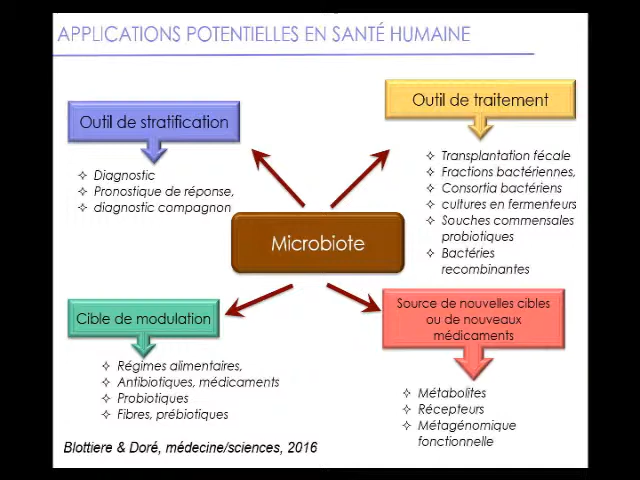 APPLICATIONS POTENTIELLES EN SANTÉ HUMAINE
Outil de stratification
Diagnostic
Pronostique de réponse,
diagnostic compagnon
Outil de traitement
Transplantation fécale
Fractions bactériennes,
Consortia bactériens
cultures en fermenteurs
Souches commensales
probiotiques
Bactéries
recombinantes
Microbiote
Cible de modulation
Régimes alimentaires,
Antibiotiques, médicaments
Probiotiques
Fibres, prébiotiques
Source de nouvelles cibles
ou de nouveaux
médicaments
Métabolites
Récepteurs
Métagénomique
fonctionnelle
Blottiere & Doré, médecine/sciences, 2016